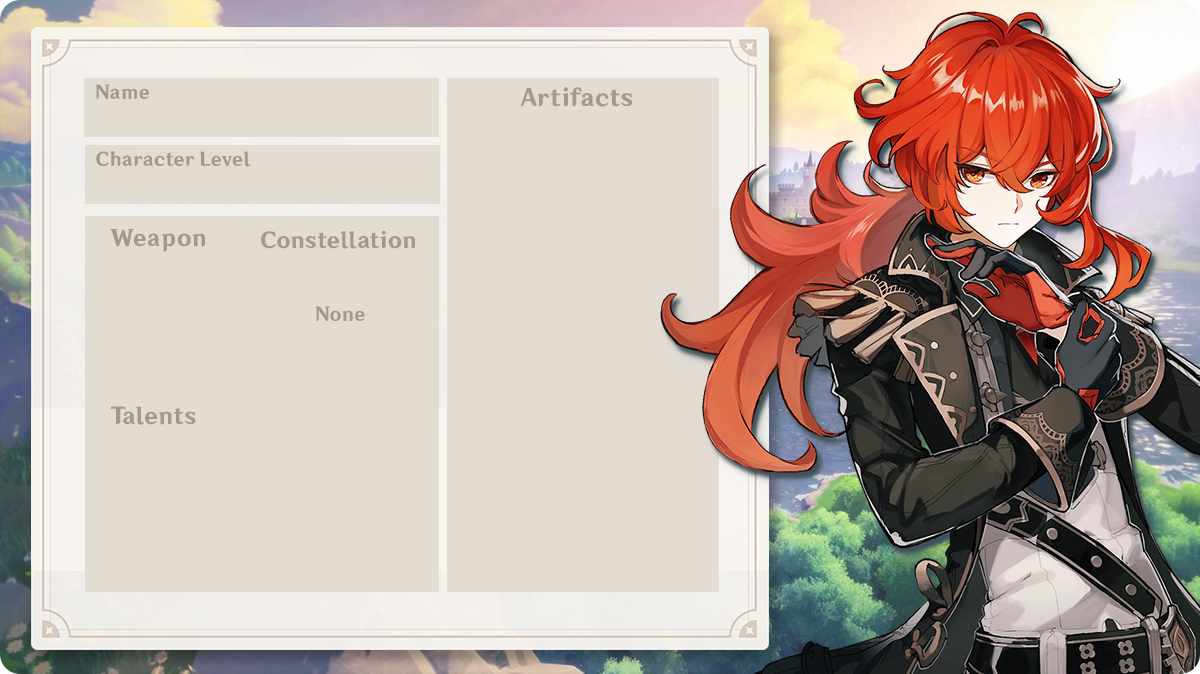 Name
Character Level
Weapon
Constellation
None
Talents
Artifacts